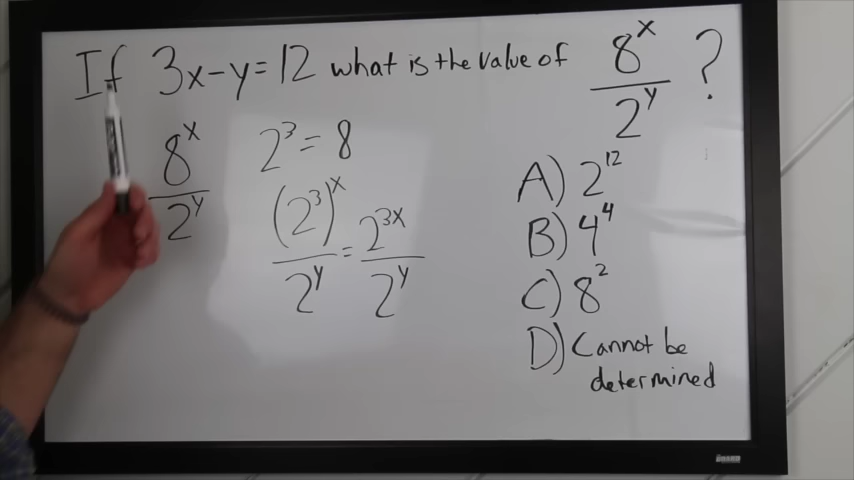 If 3x-y=12 what is the value of 8^x/2^y ?
8^x/2^y
2^3 = 8
(2^3)^x/2^y = 2^3x/2^y
A) 2^12
B) 4^4
C) 8^2
D) Cannot be
determined